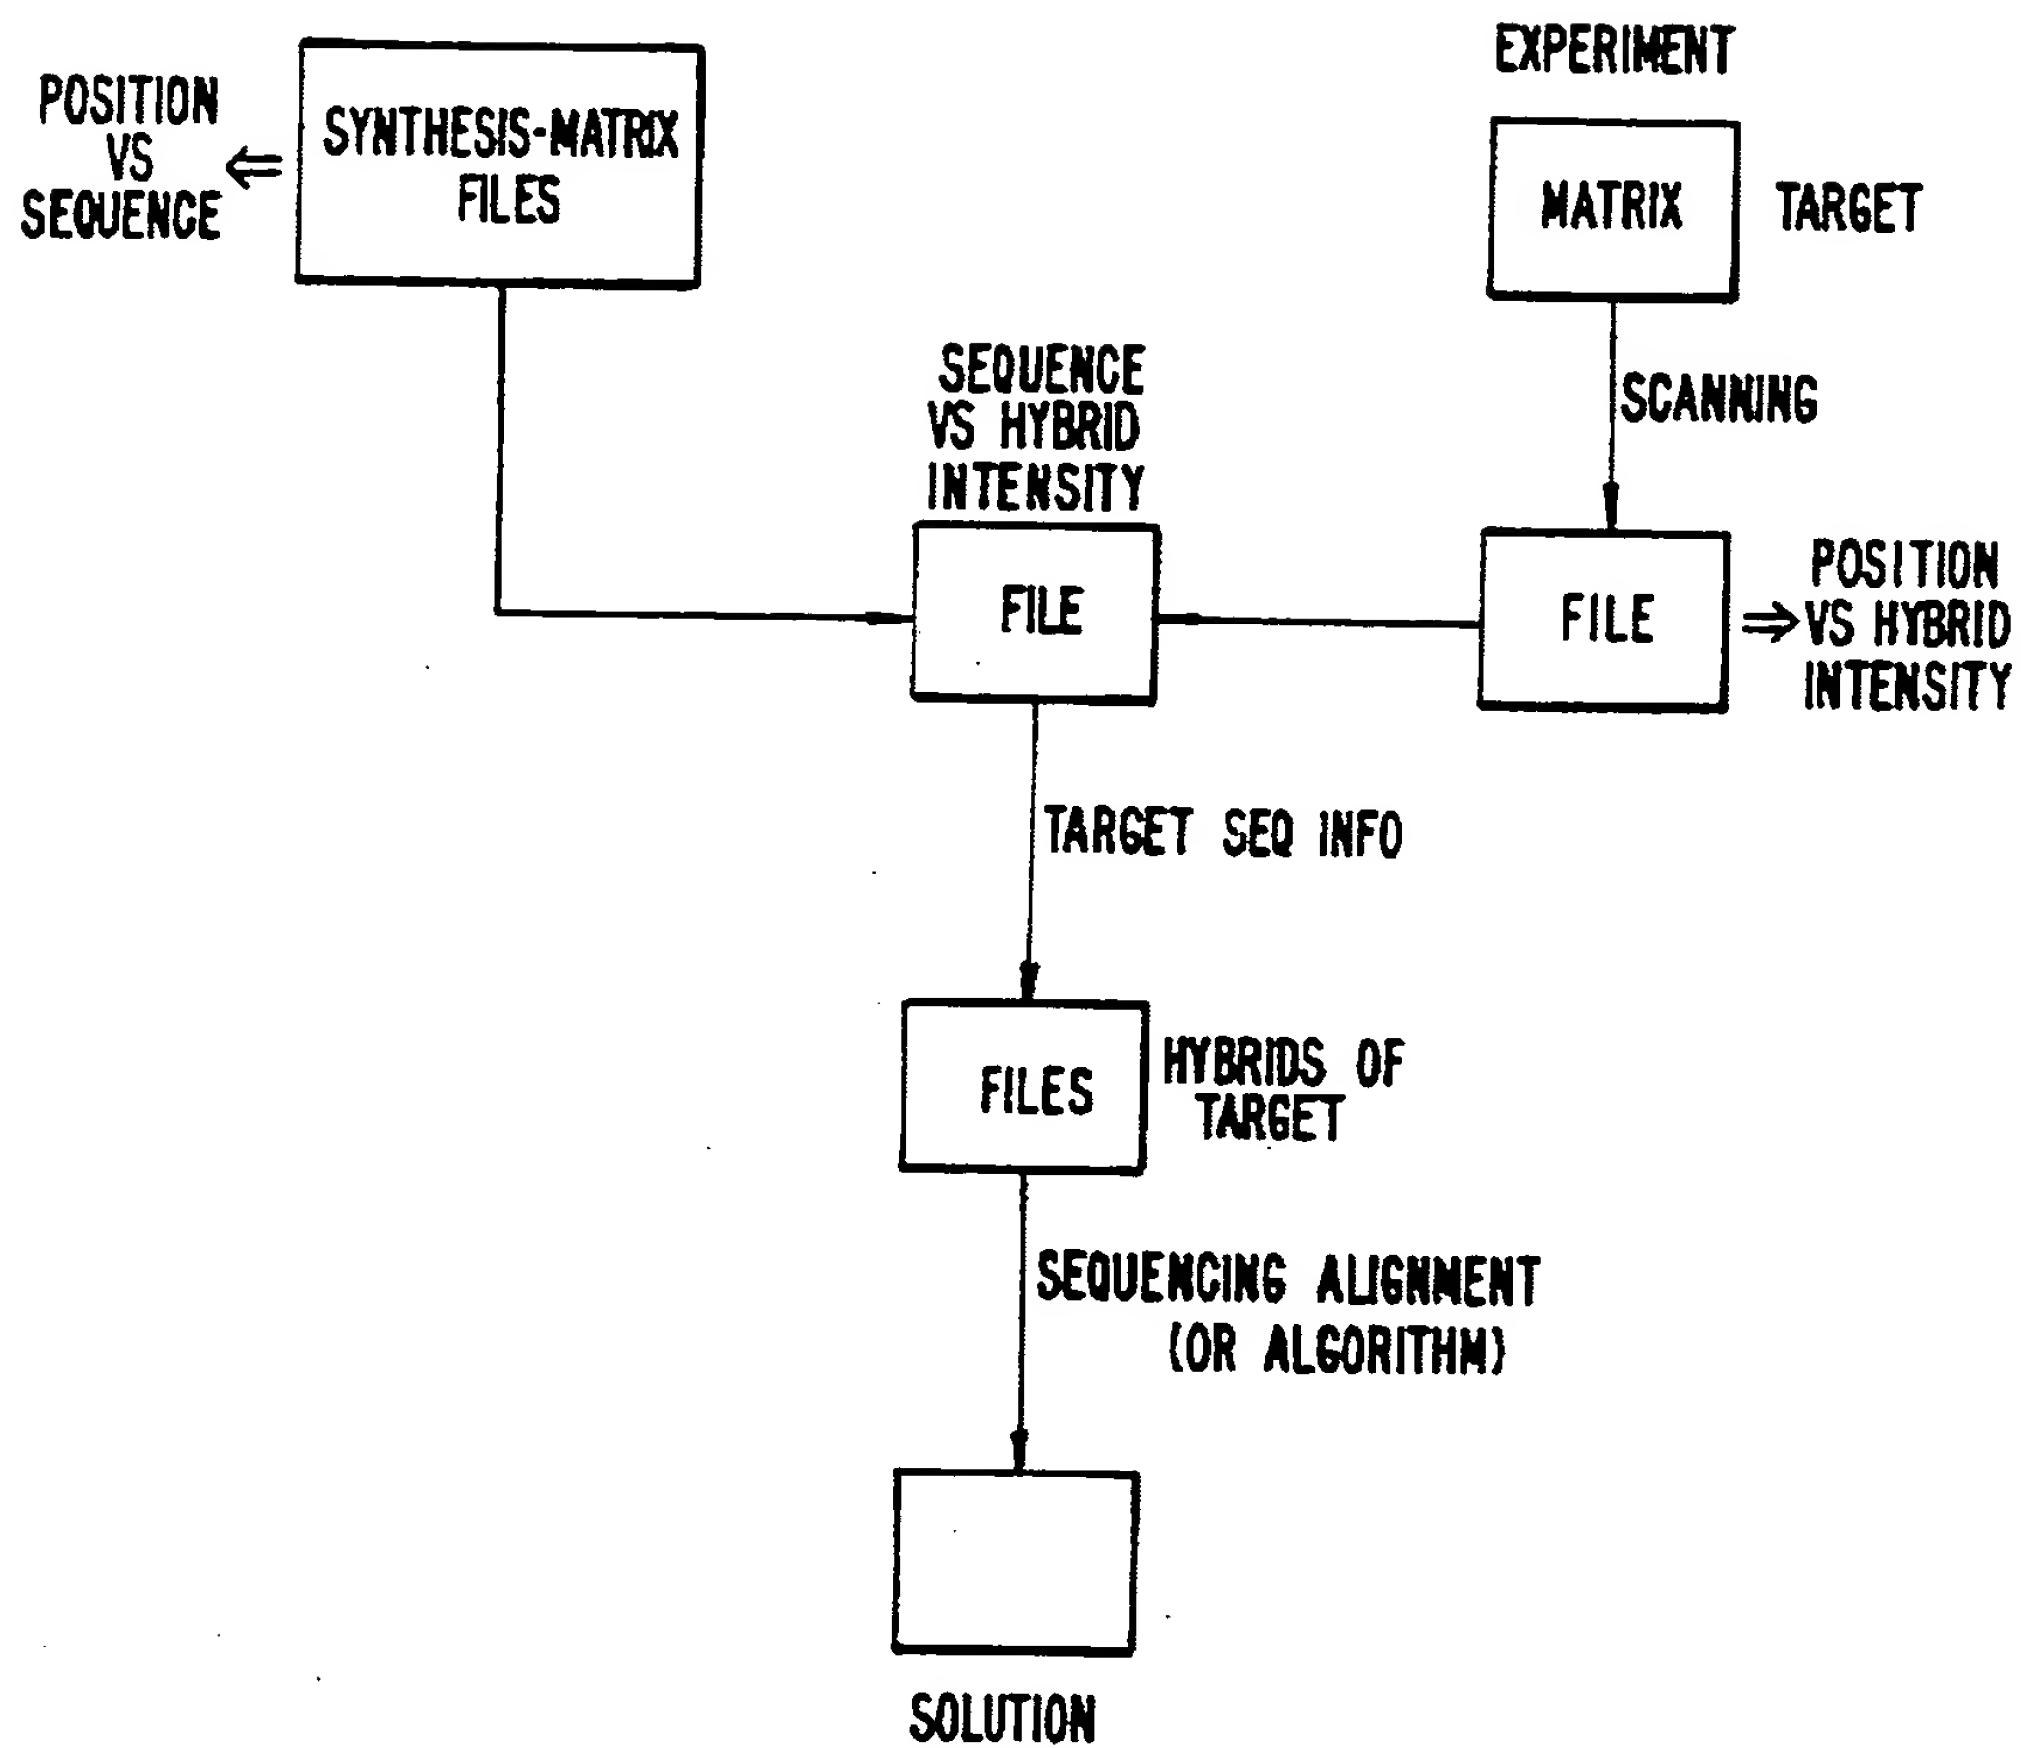 POSITION
VS
SEQUENCE
SYNTHESIS-MATRIX
FILES
EXPERIMENT
MATRIX
TARGET
SCANNING
SEQUENCE
VS HYBRID
INTENSITY
FILE
FILE
POSITION
VS HYBRID
INTENSITY
TARGET SEQ INFO
FILES
HYBRIDS OF
TARGET
SEQUENCING ALIGNMENT
(OR ALGORITHM)
SOLUTION